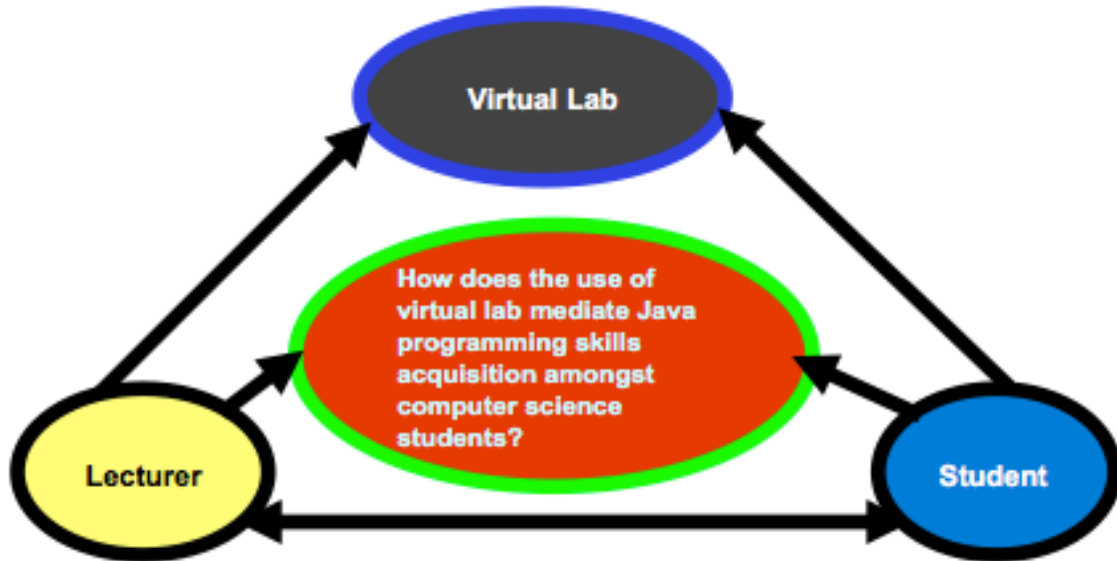 Virtual Lab
How does the use of
virtual lab mediate Java
programming skills
acquisition amongst
computer science
students?
Lecturer
Student